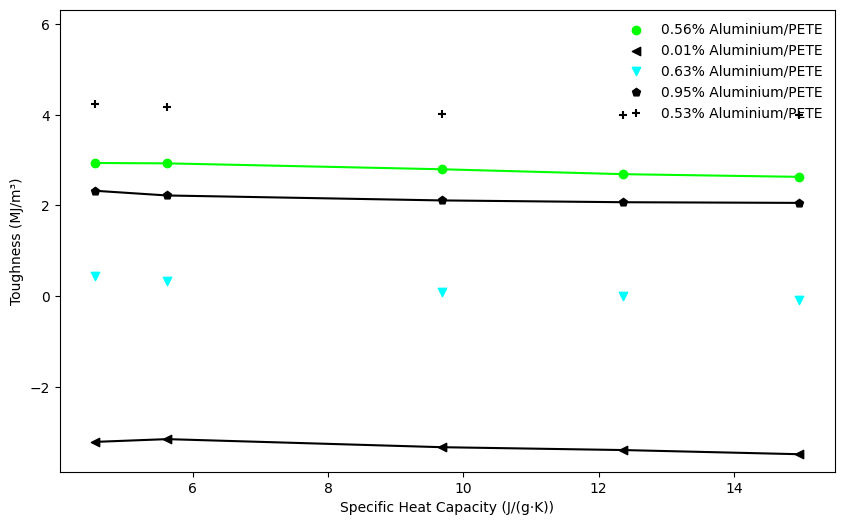 6
4
2
0
−2
Toughness (MJ/m³)
0.56% Aluminium/PETE
0.01% Aluminium/PETE
0.63% Aluminium/PETE
0.95% Aluminium/PETE
0.53% Aluminium/PETE
6 8 10 12 14
Specific Heat Capacity (J/(g·K))